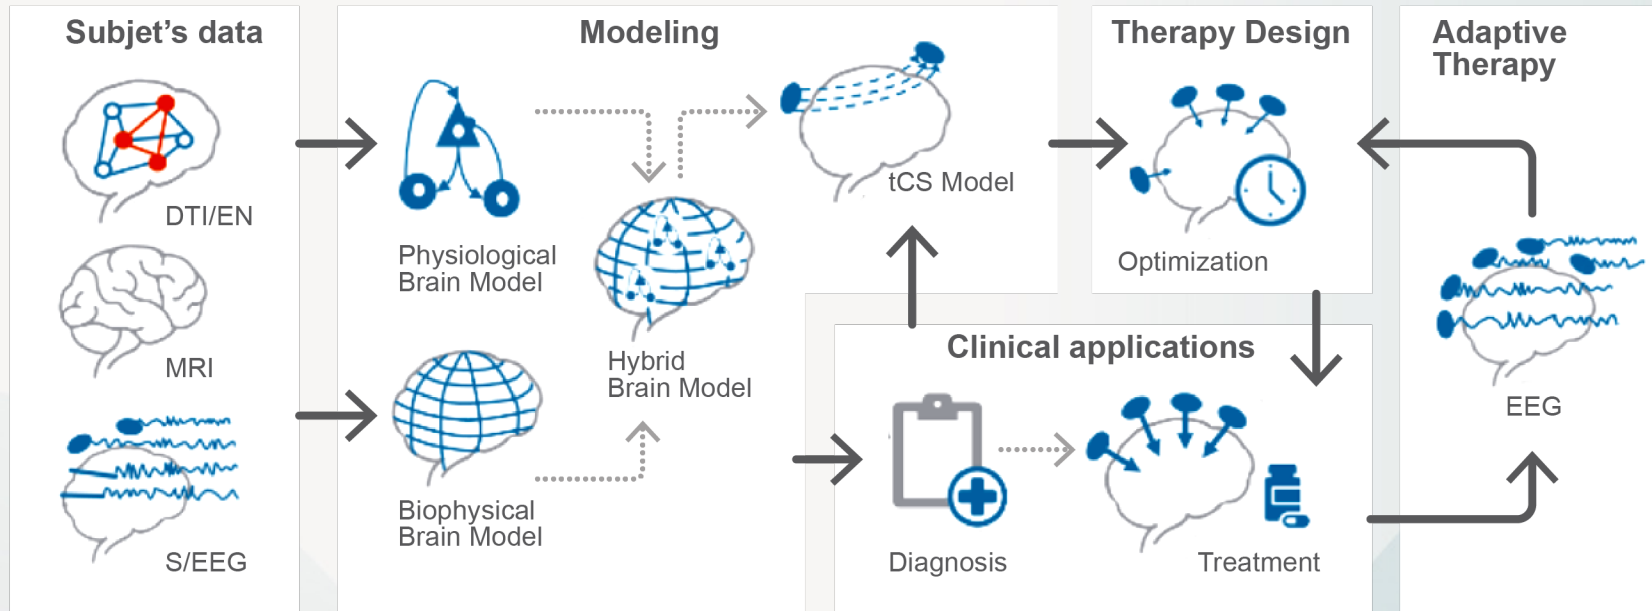 Subjet's data
DTI/EN
MRI
S/EEG
Modeling
Physiological
Brain Model
Biophysical
Brain Model
Hybrid
Brain Model
tCS Model
Therapy Design
Optimization
Clinical applications
Diagnosis
Treatment
Adaptive
Therapy
EEG